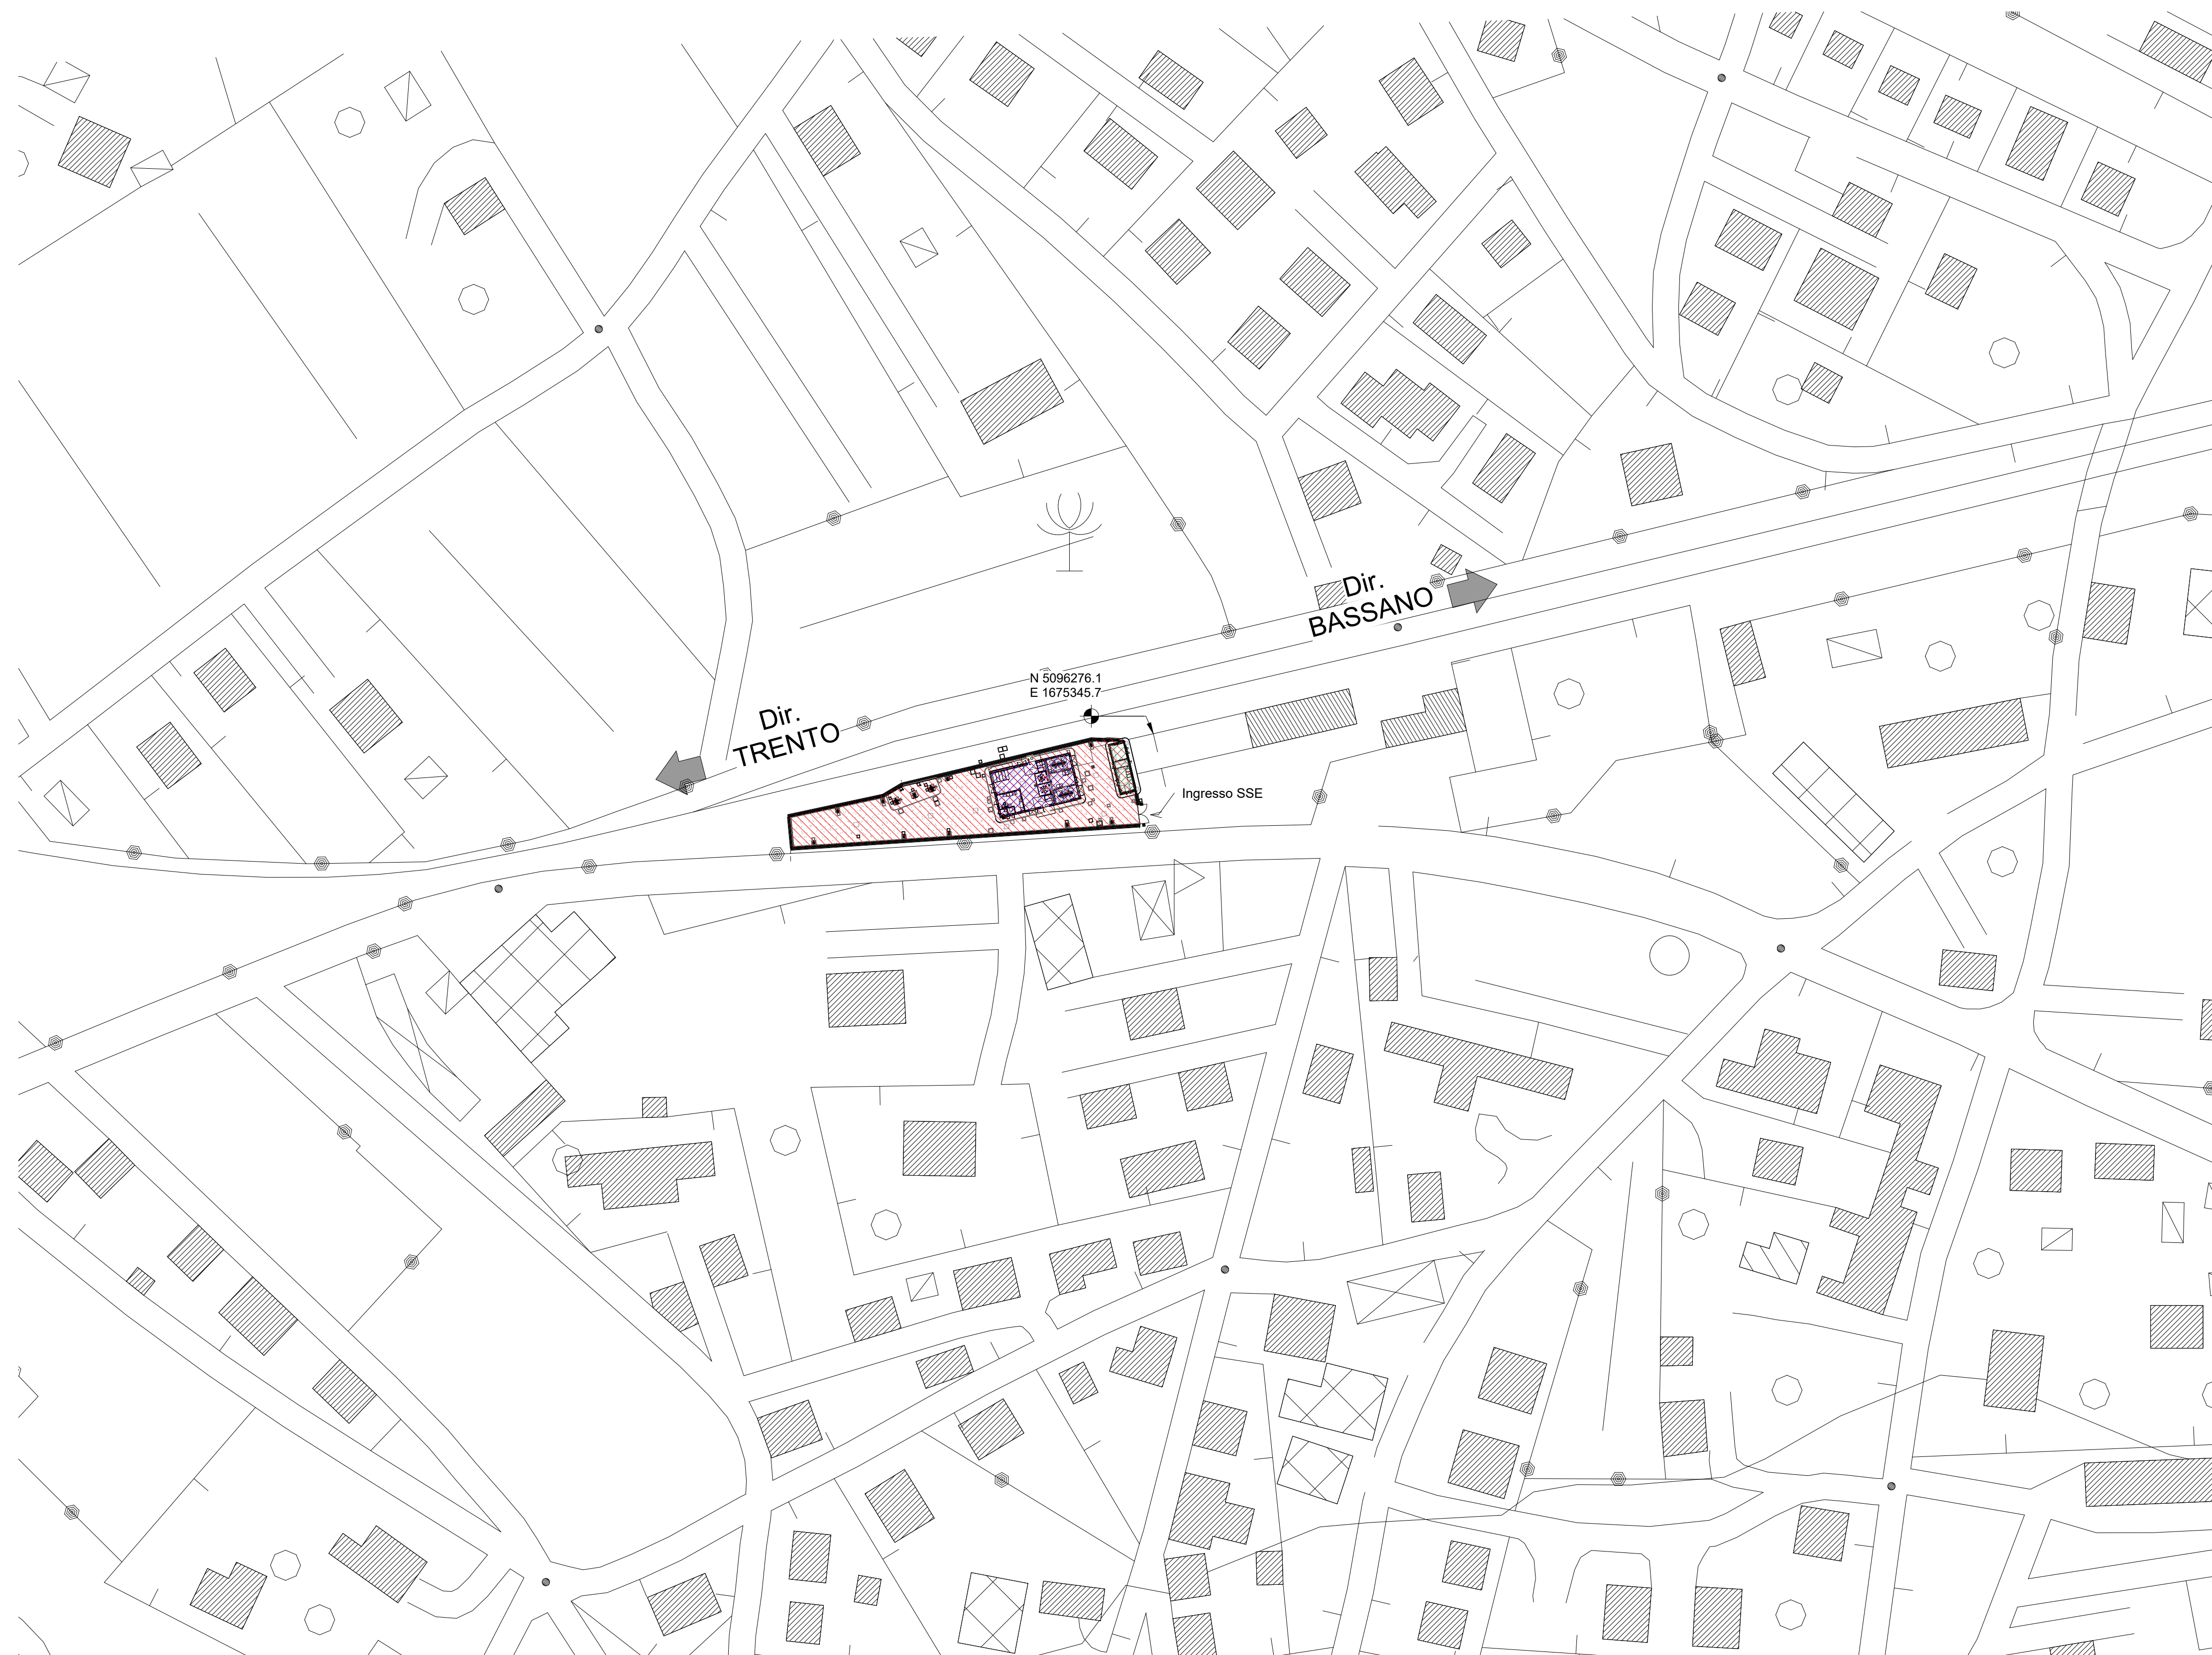 Dir.
BASSANO
N 5096276.1
E 1675345.7
Dir.
TRENTO
Ingresso SSE